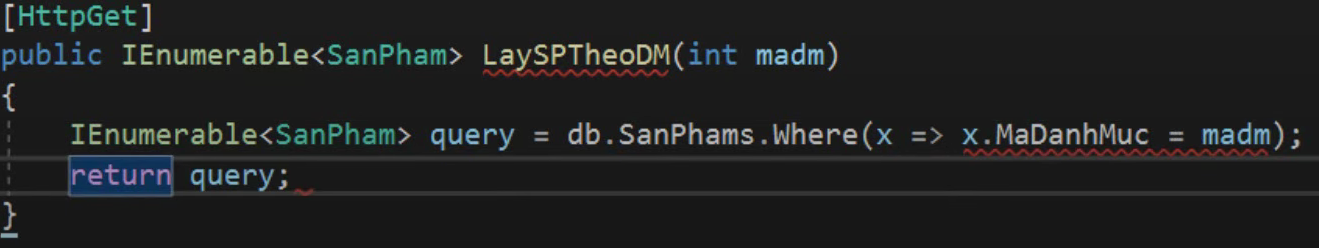 [HttpGet]
public IEnumerable<SanPham> LaySPTheoDM(int madm)
{
IEnumerable<SanPham> query = db.SanPhams.Where(x => x.MaDanhMuc = madm);
return query;
}